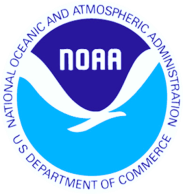 NATIONAL OCEANIC AND ATMOSPHERIC ADMINISTRATION
NOAA
U S DEPARTMENT OF COMMERCE